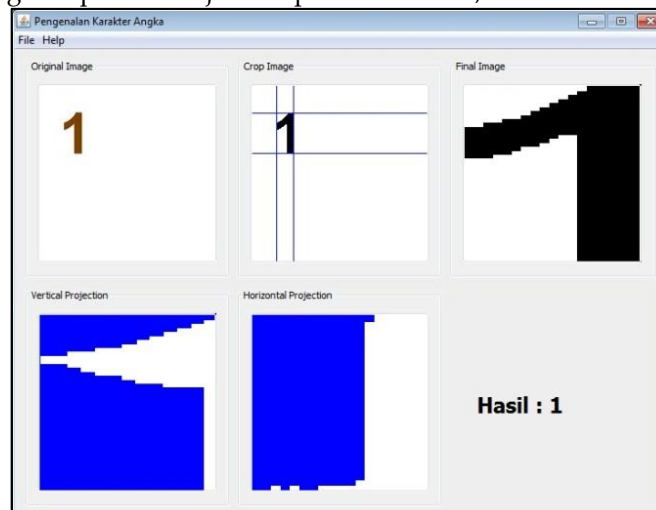 Pengenalan Karakter Angka
File Help
Original Image
Crop Image
Final Image
1
1
Vertical Projection
Horizontal Projection
Hasil : 1